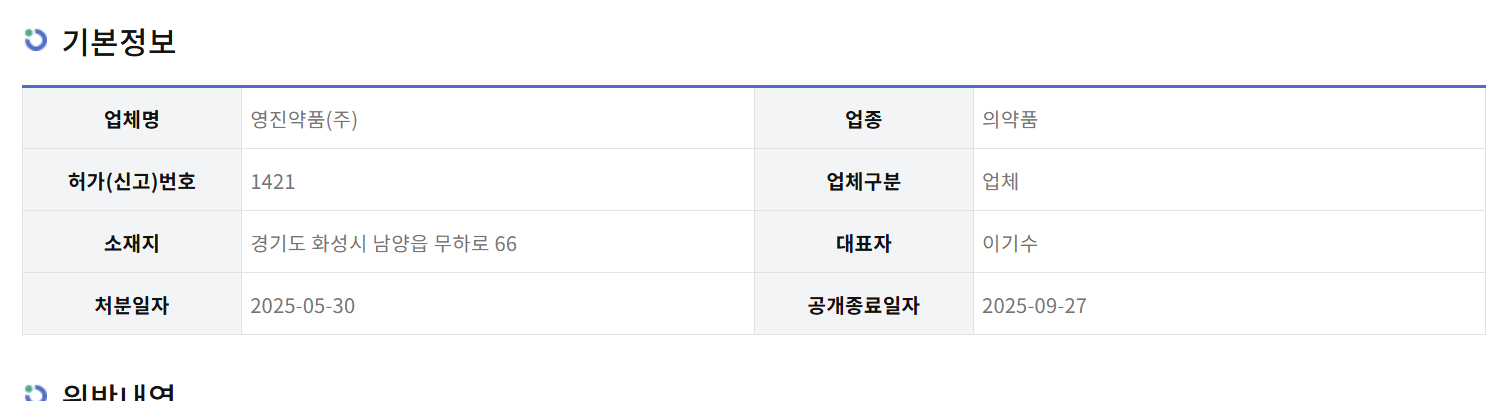 기본정보
업체명 영진약품(주) 업종 의약품
허가(신고)번호 1421 업체구분 업체
소재지 경기도 화성시 남양읍 무하로 66 대표자 이기수
처분일자 2025-05-30 공개종료일자 2025-09-27
위반내역